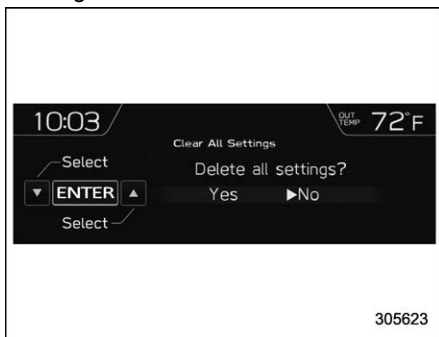 10:03
OUT
TEMP 72°F
Clear All Settings
Select
Delete all settings?
▼ ENTER ▲
Yes ▶No
Select
305623